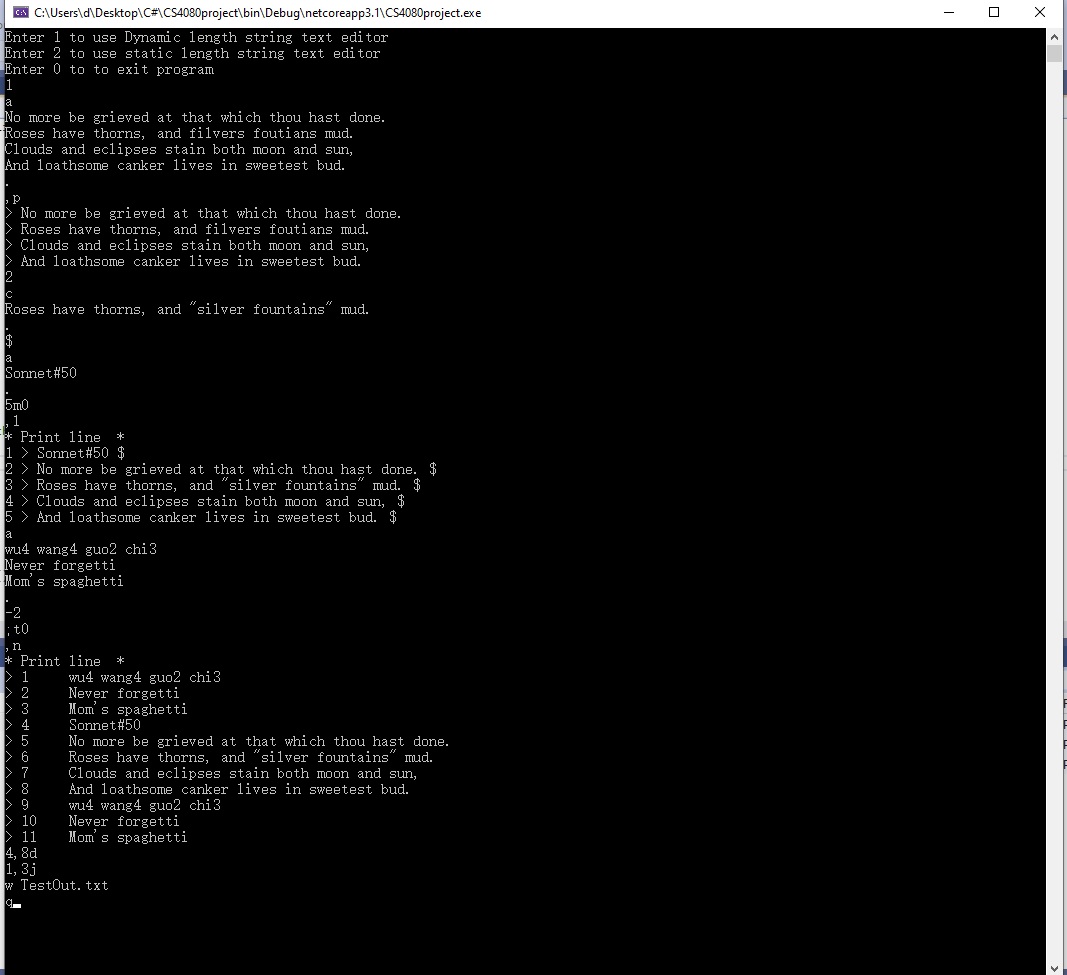 C:\Users\d\Desktop\C#\CS4080project\bin\Debug\netcoreapp3.1\CS4080project.exe
Enter 1 to use Dynamic length string text editor
Enter 2 to use static length string text editor
Enter 0 to to exit program
1
a
No more be grieved at that which thou hast done.
Roses have thorns, and filvers foutians mud.
Clouds and eclipses stain both moon and sun,
And loathsome canker lives in sweetest bud.
.
,p
> No more be grieved at that which thou hast done.
> Roses have thorns, and filvers foutians mud.
> Clouds and eclipses stain both moon and sun,
> And loathsome canker lives in sweetest bud.
2
c
Roses have thorns, and "silver fountains" mud.
.
$
a
Sonnet#50
.
5m0
,l
* Print line  *
1 > Sonnet#50 $
2 > No more be grieved at that which thou hast done. $
3 > Roses have thorns, and "silver fountains" mud. $
4 > Clouds and eclipses stain both moon and sun, $
5 > And loathsome canker lives in sweetest bud. $
a
wu4 wang4 guo2 chi3
Never forgetti
Mom's spaghetti
.
-2
;t0
,n
* Print line  *
> 1     wu4 wang4 guo2 chi3
> 2     Never forgetti
> 3     Mom's spaghetti
> 4     Sonnet#50
> 5     No more be grieved at that which thou hast done.
> 6     Roses have thorns, and "silver fountains" mud.
> 7     Clouds and eclipses stain both moon and sun,
> 8     And loathsome canker lives in sweetest bud.
> 9     wu4 wang4 guo2 chi3
> 10    Never forgetti
> 11    Mom's spaghetti
4,8d
1,3j
w TestOut.txt
q